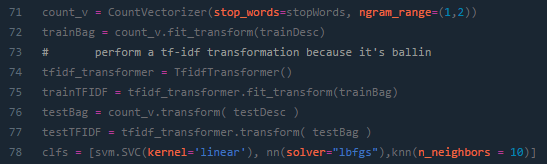 71 count_v = CountVectorizer(stop_words=stopWords, ngram_range=(1,2))
72 trainBag = count_v.fit_transform(trainDesc)
73 # perform a tf-idf transformation because it's ballin
74 tfidf_transformer = TfidfTransformer()
75 trainTFIDF = tfidf_transformer.fit_transform(trainBag)
76 testBag = count_v.transform( testDesc )
77 testTFIDF = tfidf_transformer.transform( testBag )
78 clfs = [svm.SVC(kernel='linear'), nn(solver="lbfgs"),knn(n_neighbors = 10)]